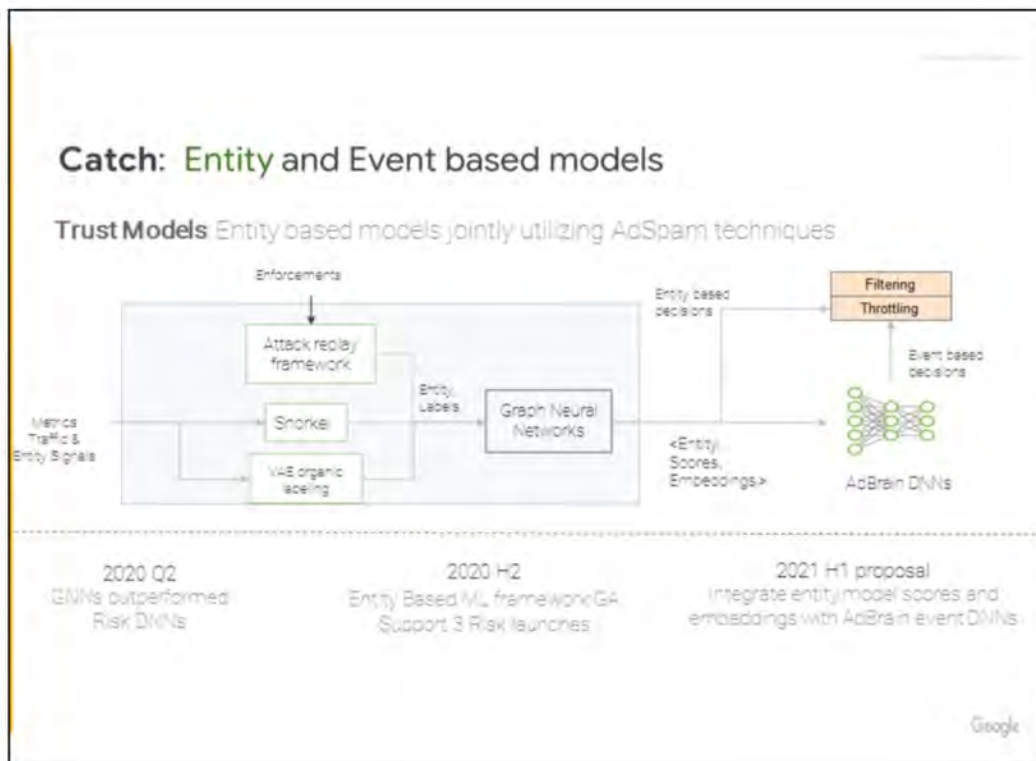 Catch: Entity and Event based models
Trust Models Entity based models jointly utilizing AdSpam techniques
Enforcements
Attack replay
framework
Snorkel
VAE organic
labeling
Metrics
Traffic &
Entity Signals
Entity,
Labels
Graph Neural
Networks
Entity based
decisions
<Entity,
Scores,
Embeddings>
Filtering
Throttling
Event based
decisions
AdBrain DNNs
2020 Q2
GNNs outperformed
Risk DNNs
2020 H2
Entity Based ML framework GA
Support 3 Risk launches
2021 H1 proposal
Integrate entity model scores and
embeddings with AdBrain event DNNs
Google